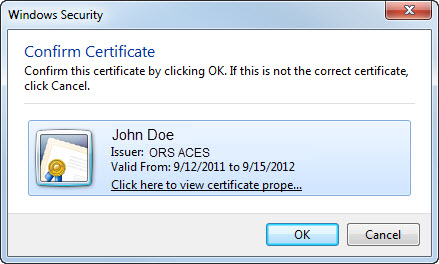 Windows Security
Confirm Certificate
Confirm this certificate by clicking OK. If this is not the correct certificate,
click Cancel.
John Doe
Issuer: ORS ACES
Valid From: 9/12/2011 to 9/15/2012
Click here to view certificate prope...
OK
Cancel